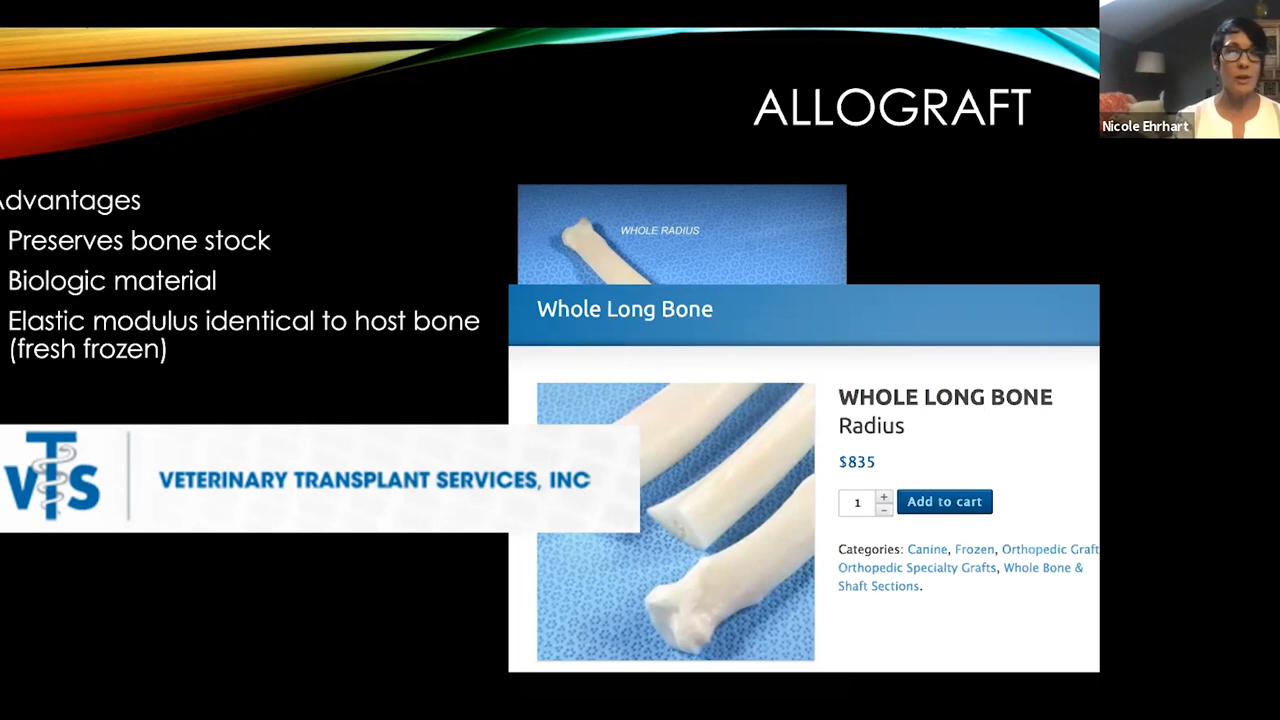 ALLOGRAFT
Nicole Ehrhart
Advantages
Preserves bone stock
Biologic material
Elastic modulus identical to host bone
(fresh frozen)
WHOLE RADIUS
Whole Long Bone
WHOLE LONG BONE
Radius
$835
1 + −
Add to cart
Categories: Canine, Frozen, Orthopedic Graft
Orthopedic Specialty Grafts, Whole Bone &
Shaft Sections.
VTS
VETERINARY TRANSPLANT SERVICES, INC